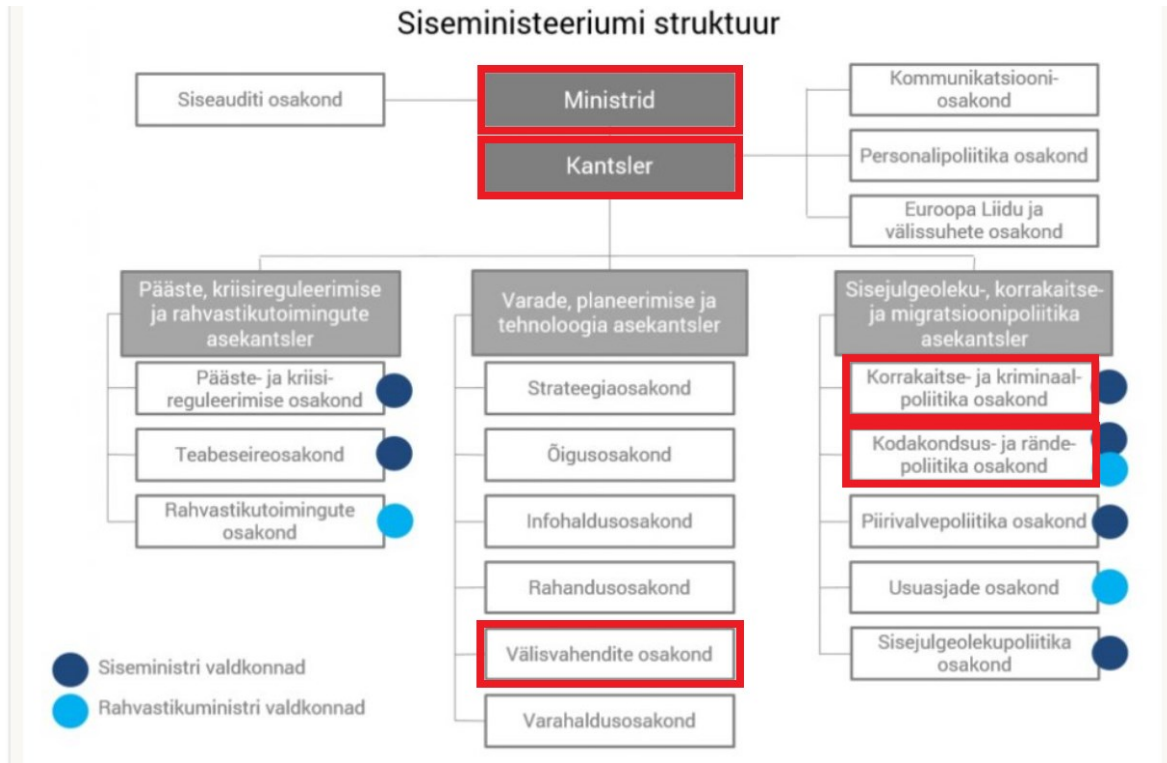 Siseministeeriumi struktuur
Siseauditi osakond
Ministrid
Kantsler
Kommunikatsiooni-
osakond
Personalipoliitika osakond
Euroopa Liidu ja
välissuhete osakond
Pääste, kriisireguleerimise
ja rahvastikutoimingute
asekantsler
Pääste- ja kriisi-
reguleerimise osakond
Teabeseireosakond
Rahvastikutoimingute
osakond
Varade, planeerimise ja
tehnoloogia asekantsler
Strateegiaosakond
Õigusosakond
Infohaldusosakond
Rahandusosakond
Välisvahendite osakond
Varahaldusosakond
Sisejulgeoleku-, korrakaitse-
ja migratsioonipoliitika
asekantsler
Korrakaitse- ja kriminaal-
poliitika osakond
Kodakondsus- ja rände-
poliitika osakond
Piirivalvepoliitika osakond
Usuasjade osakond
Sisejulgeolekupoliitika
osakond
Siseministri valdkonnad
Rahvastikuministri valdkonnad